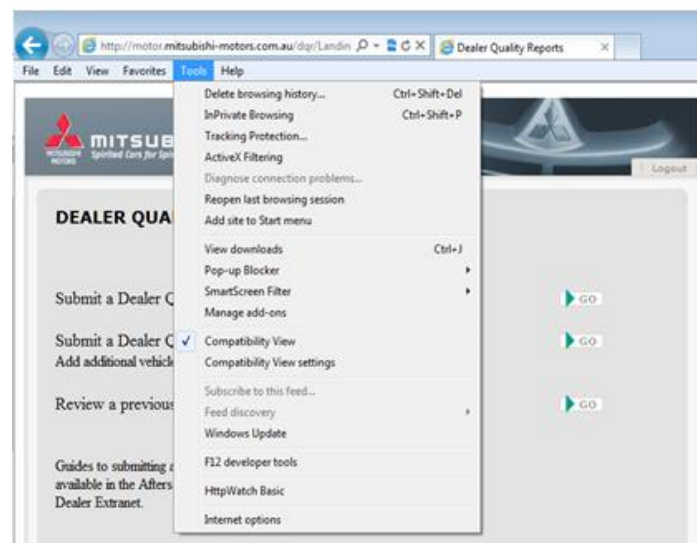 http://motor.mitsubishi-motors.com.au/dqr/Landin
Dealer Quality Reports
File Edit View Favorites Tools Help
Delete browsing history... Ctrl+Shift+Del
InPrivate Browsing Ctrl+Shift+P
Tracking Protection...
ActiveX Filtering
Diagnose connection problems...
Reopen last browsing session
Add site to Start menu
View downloads Ctrl+J
Pop-up Blocker
SmartScreen Filter
Manage add-ons
Compatibility View
Compatibility View settings
Subscribe to this feed...
Feed discovery
Windows Update
F12 developer tools
HttpWatch Basic
Internet options
MITSUB
MITSUBISHI
MOTORS
Spirited Cars for Spi
Logout
DEALER QUA
Submit a Dealer Q
GO
Submit a Dealer Q
GO
Add additional vehicle
Review a previous
GO
Guides to submitting a
available in the Afters
Dealer Extranet.